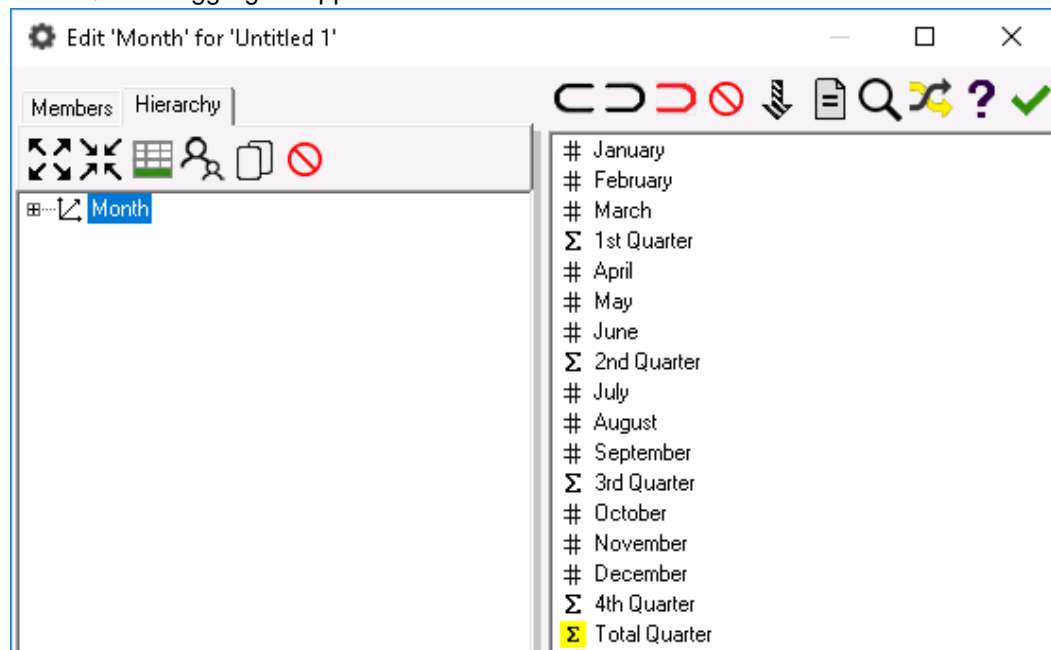 Edit 'Month' for 'Untitled 1'
Members Hierarchy
Month
# January
# February
# March
Σ 1st Quarter
# April
# May
# June
Σ 2nd Quarter
# July
# August
# September
Σ 3rd Quarter
# October
# November
# December
Σ 4th Quarter
Σ Total Quarter